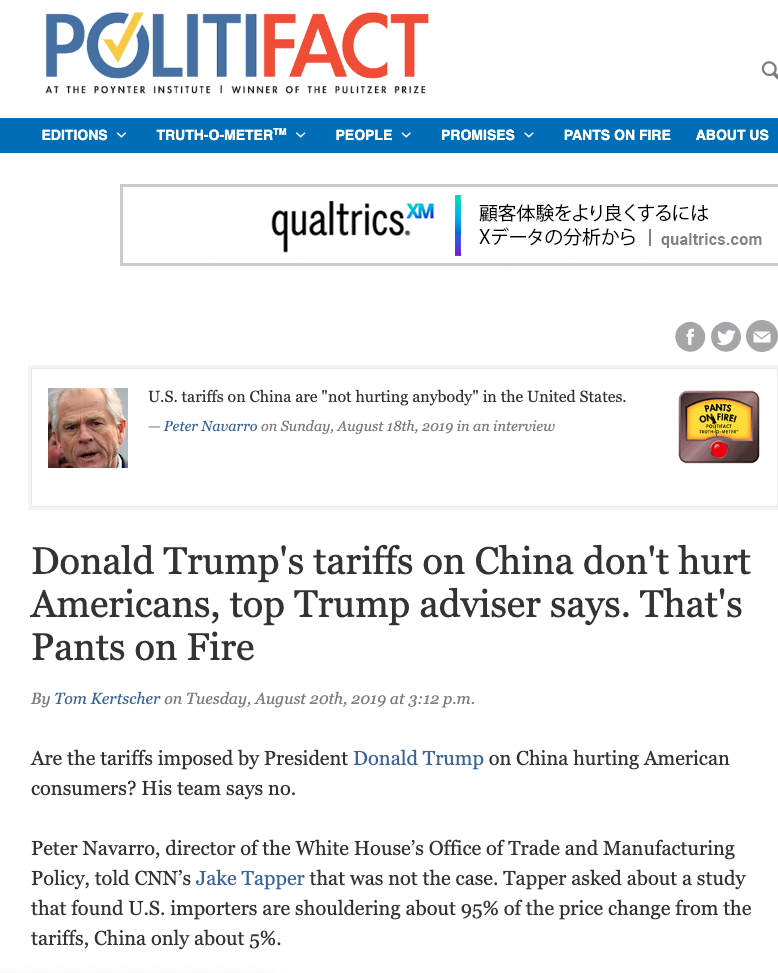 POLITIFACT
AT THE POYNTER INSTITUTE | WINNER OF THE PULITZER PRIZE
EDITIONS TRUTH-O-METER™ PEOPLE PROMISES PANTS ON FIRE ABOUT US
qualtrics.XM
顧客体験をより良くするには
Xデータの分析から | qualtrics.com
U.S. tariffs on China are "not hurting anybody" in the United States.
— Peter Navarro on Sunday, August 18th, 2019 in an interview
PANTS
ON FIRE!
POLITIFACT
TRUTH-O-METER™
Donald Trump's tariffs on China don't hurt
Americans, top Trump adviser says. That's
Pants on Fire
By Tom Kertscher on Tuesday, August 20th, 2019 at 3:12 p.m.
Are the tariffs imposed by President Donald Trump on China hurting American
consumers? His team says no.
Peter Navarro, director of the White House’s Office of Trade and Manufacturing
Policy, told CNN’s Jake Tapper that was not the case. Tapper asked about a study
that found U.S. importers are shouldering about 95% of the price change from the
tariffs, China only about 5%.